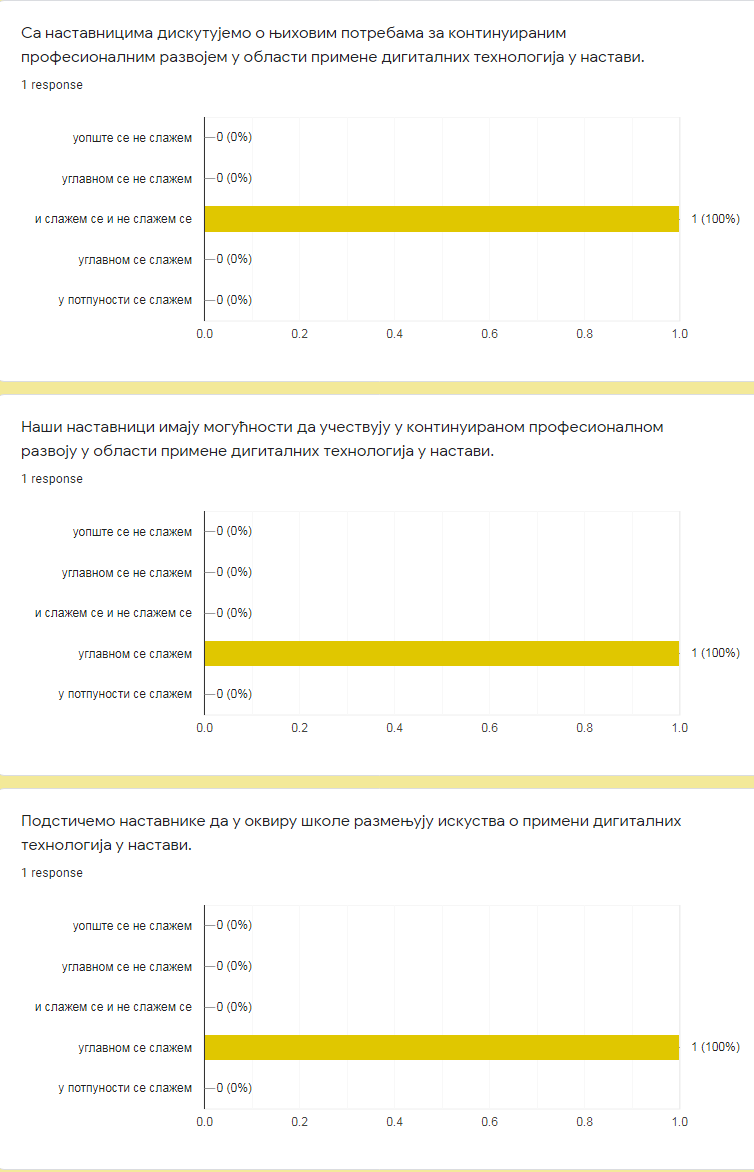 Са наставницима дискутујемо о њиховим потребама за континуираним
професионалним развојем у области примене дигиталних технологија у настави.
1 response
уопште се не слажем
0 (0%)
углавном се не слажем
0 (0%)
и слажем се и не слажем се
1 (100%)
углавном се слажем
0 (0%)
у потпуности се слажем
0 (0%)
0.0 0.2 0.4 0.6 0.8 1.0
Наши наставници имају могућности да учествују у континуираном професионалном
развоју у области примене дигиталних технологија у настави.
1 response
уопште се не слажем
0 (0%)
углавном се не слажем
0 (0%)
и слажем се и не слажем се
0 (0%)
углавном се слажем
1 (100%)
у потпуности се слажем
0 (0%)
0.0 0.2 0.4 0.6 0.8 1.0
Подстичемо наставнике да у оквиру школе размењују искуства о примени дигиталних
технологија у настави.
1 response
уопште се не слажем
0 (0%)
углавном се не слажем
0 (0%)
и слажем се и не слажем се
0 (0%)
углавном се слажем
1 (100%)
у потпуности се слажем
0 (0%)
0.0 0.2 0.4 0.6 0.8 1.0